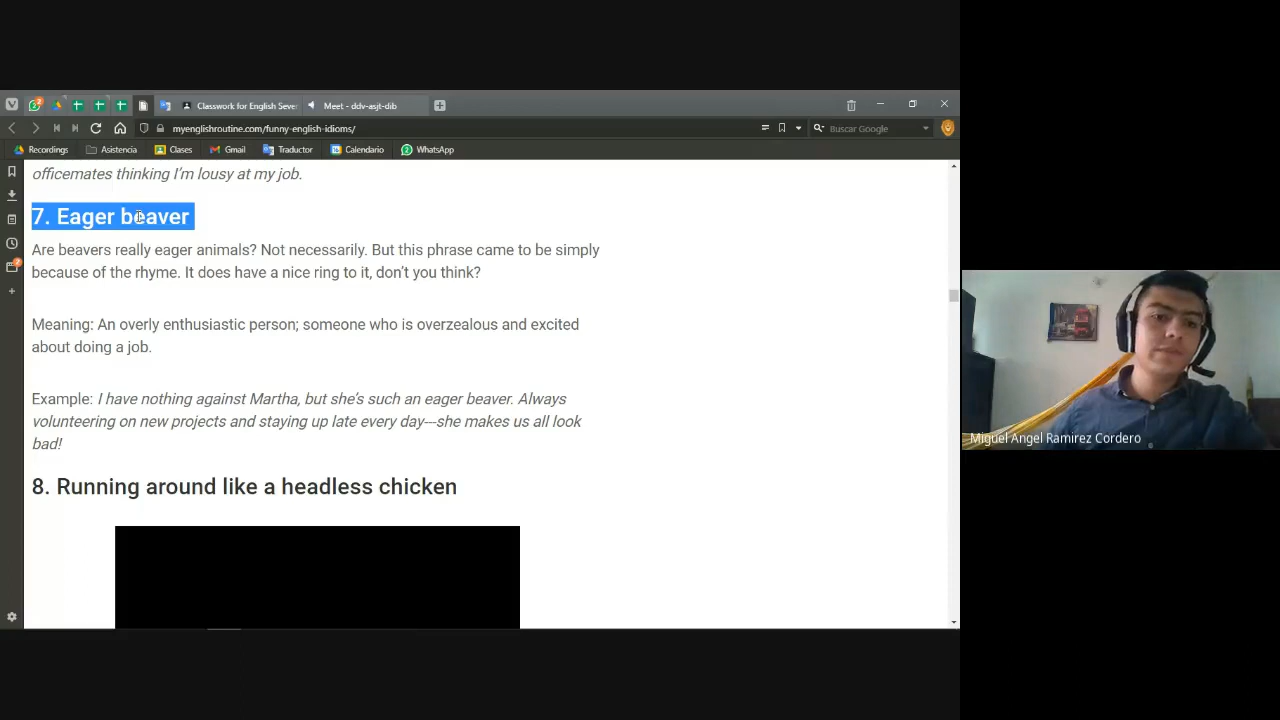 Classwork for English Seve
Meet - ddv-asjt-dib
myenglishroutine.com/funny-english-idioms/
Buscar Google
Recordings
Asistencia
Clases
Gmail
Traductor
Calendario
WhatsApp
officemates thinking I'm lousy at my job.
7. Eager beaver
Are beavers really eager animals? Not necessarily. But this phrase came to be simply
because of the rhyme. It does have a nice ring to it, don't you think?
Meaning: An overly enthusiastic person; someone who is overzealous and excited
about doing a job.
Example: I have nothing against Martha, but she's such an eager beaver. Always
volunteering on new projects and staying up late every day---she makes us all look
bad!
8. Running around like a headless chicken
Miguel Angel Ramirez Cordero